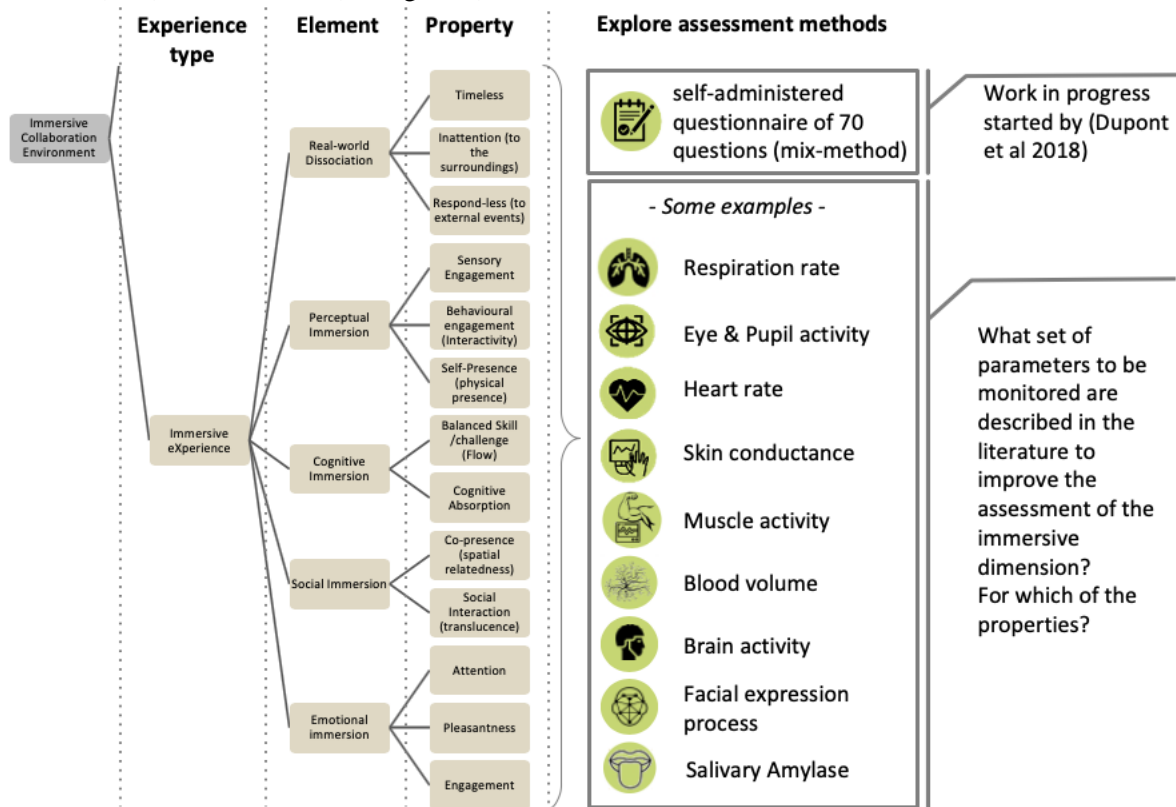 Experience
type
Element
Property
Explore assessment methods
Immersive
Collaboration
Environment
Immersive
eXperience
Real-world
Dissociation
Perceptual
Immersion
Cognitive
Immersion
Social Immersion
Emotional
immersion
Timeless
Inattention (to
the
surroundings)
Respond-less (to
external events)
Sensory
Engagement
Behavioural
engagement
(Interactivity)
Self-Presence
(physical
presence)
Balanced Skill
/challenge
(Flow)
Cognitive
Absorption
Co-presence
(spatial
relatedness)
Social
Interaction
(translucence)
Attention
Pleasantness
Engagement
self-administered
questionnaire of 70
questions (mix-method)
- Some examples -
Respiration rate
Eye & Pupil activity
Heart rate
Skin conductance
Muscle activity
Blood volume
Brain activity
Facial expression
process
Salivary Amylase
Work in progress
started by (Dupont
et al 2018)
What set of
parameters to be
monitored are
described in the
literature to
improve the
assessment of the
immersive
dimension?
For which of the
properties?